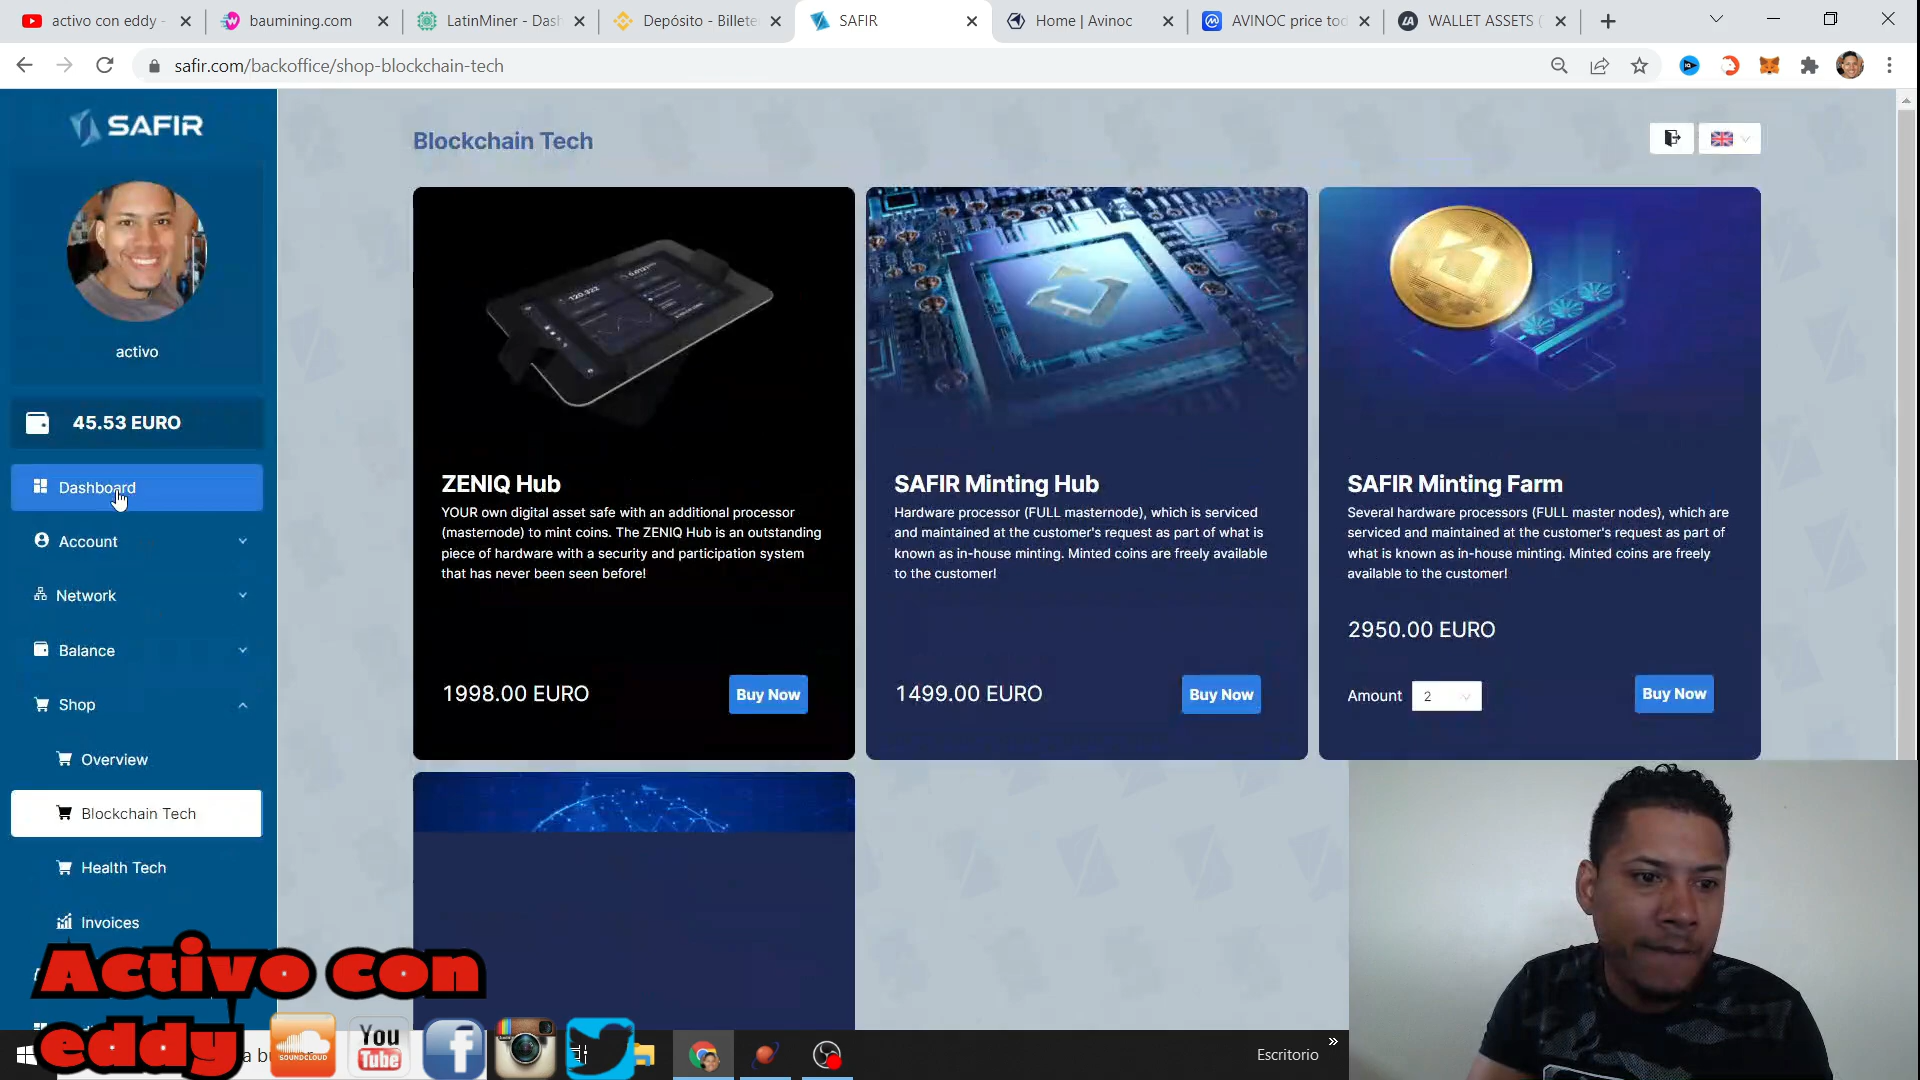 activo con eddy -
baumining.com
LatinMiner - Dash
Depósito - Billete
SAFIR
Home | Avinoc
AVINOC price tod
WALLET ASSETS (
safir.com/backoffice/shop-blockchain-tech
SAFIR
activo
45.53 EURO
Dashboard
Account
Network
Balance
Shop
Overview
Blockchain Tech
Health Tech
Invoices
Blockchain Tech
ZENIQ Hub
YOUR own digital asset safe with an additional processor
(masternode) to mint coins. The ZENIQ Hub is an outstanding
piece of hardware with a security and participation system
that has never been seen before!
1998.00 EURO
Buy Now
SAFIR Minting Hub
Hardware processor (FULL masternode), which is serviced
and maintained at the customer's request as part of what is
known as in-house minting. Minted coins are freely available
to the customer!
1499.00 EURO
Buy Now
SAFIR Minting Farm
Several hardware processors (FULL master nodes), which are
serviced and maintained at the customer's request as part of
what is known as in-house minting. Minted coins are freely
available to the customer!
2950.00 EURO
Amount 2
Buy Now
Activo con
eddy
SOUNDCLOUD
You
Tube
Escritorio